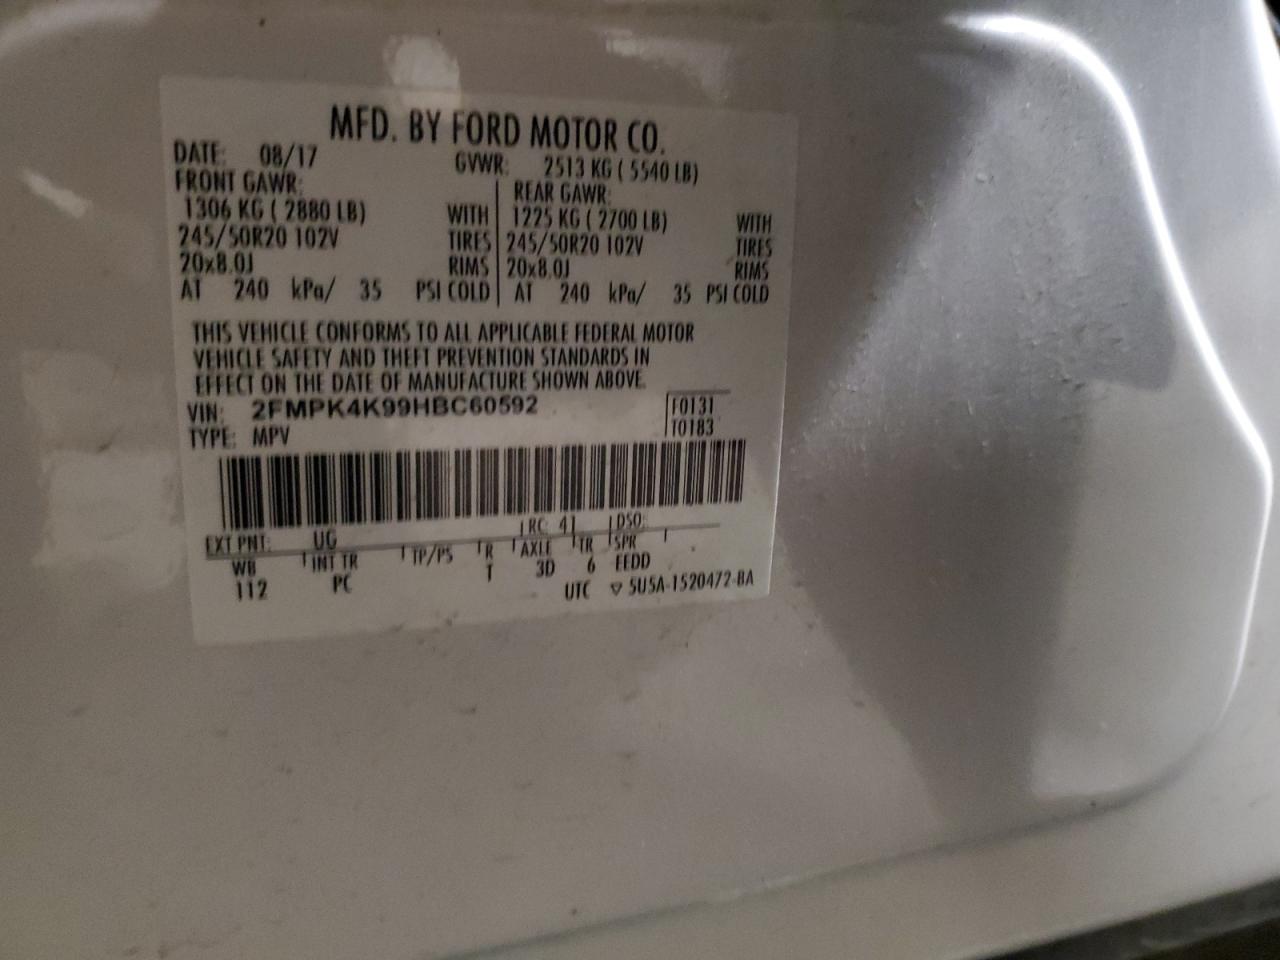 MFD. BY FORD MOTOR CO.
DATE: 08/17 GVWR: 2513 KG ( 5540 LB)
FRONT GAWR: REAR GAWR:
1306 KG ( 2880 LB) WITH 1225 KG ( 2700 LB) WITH
245/50R20 102V TIRES 245/50R20 102V TIRES
20x8.0J RIMS 20x8.0J RIMS
AT 240 kPa/ 35 PSI COLD AT 240 kPa/ 35 PSI COLD
THIS VEHICLE CONFORMS TO ALL APPLICABLE FEDERAL MOTOR
VEHICLE SAFETY AND THEFT PREVENTION STANDARDS IN
EFFECT ON THE DATE OF MANUFACTURE SHOWN ABOVE.
VIN: 2FMPK4K99HBC60592 F0131
TYPE: MPV T0183
EXT PNT: UG RC: 41 DSO:
WB INT TR TP/PS R AXLE TR SPR
112 PC T 3D 6 EEDD
UTC ▽ 5U5A-1520472-BA